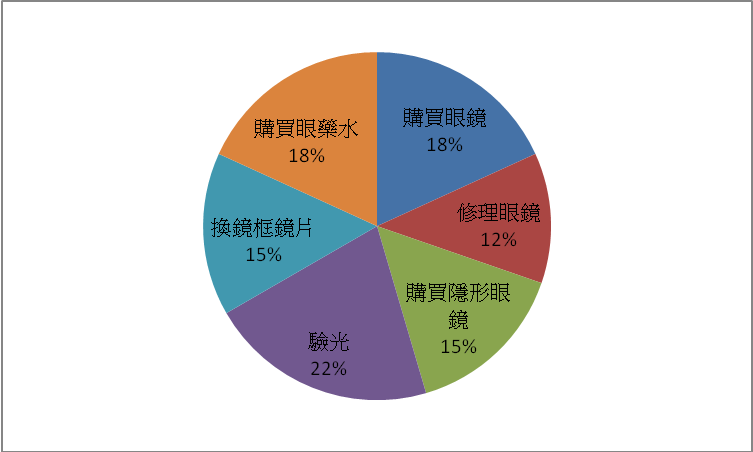 購買眼鏡
18%
修理眼鏡
12%
購買隱形眼
鏡
15%
驗光
22%
換鏡框鏡片
15%
購買眼藥水
18%